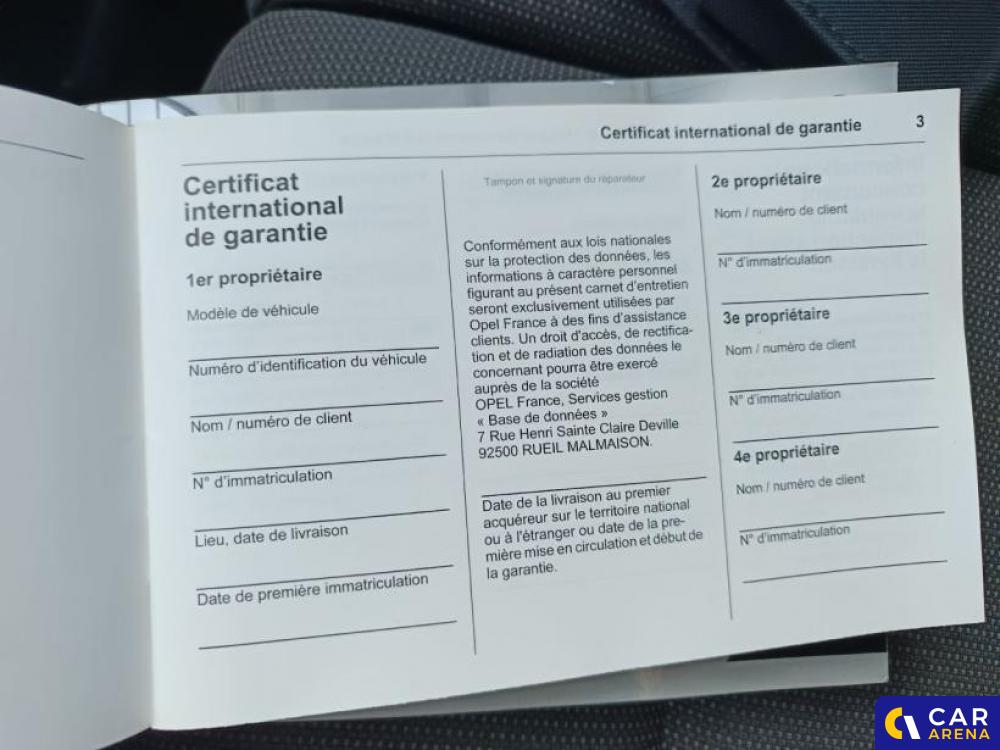 Certificat international de garantie 3
Certificat
international
de garantie
1er propriétaire
Modèle de véhicule
Numéro d'identification du véhicule
Nom / numéro de client
N° d'immatriculation
Lieu, date de livraison
Date de première immatriculation
Tampon et signature du réparateur
Conformément aux lois nationales
sur la protection des données, les
informations à caractère personnel
figurant au présent carnet d'entretien
seront exclusivement utilisées par
Opel France à des fins d'assistance
clients. Un droit d'accès, de rectifica-
tion et de radiation des données le
concernant pourra être exercé
auprès de la société
OPEL France, Services gestion
« Base de données »
7 Rue Henri Sainte Claire Deville
92500 RUEIL MALMAISON.
Date de la livraison au premier
acquéreur sur le territoire national
ou à l'étranger ou date de la pre-
mière mise en circulation et début de
la garantie.
2e propriétaire
Nom / numéro de client
N° d'immatriculation
3e propriétaire
Nom / numéro de client
N° d'immatriculation
4e propriétaire
Nom / numéro de client
N° d'immatriculation
CAR
ARENA